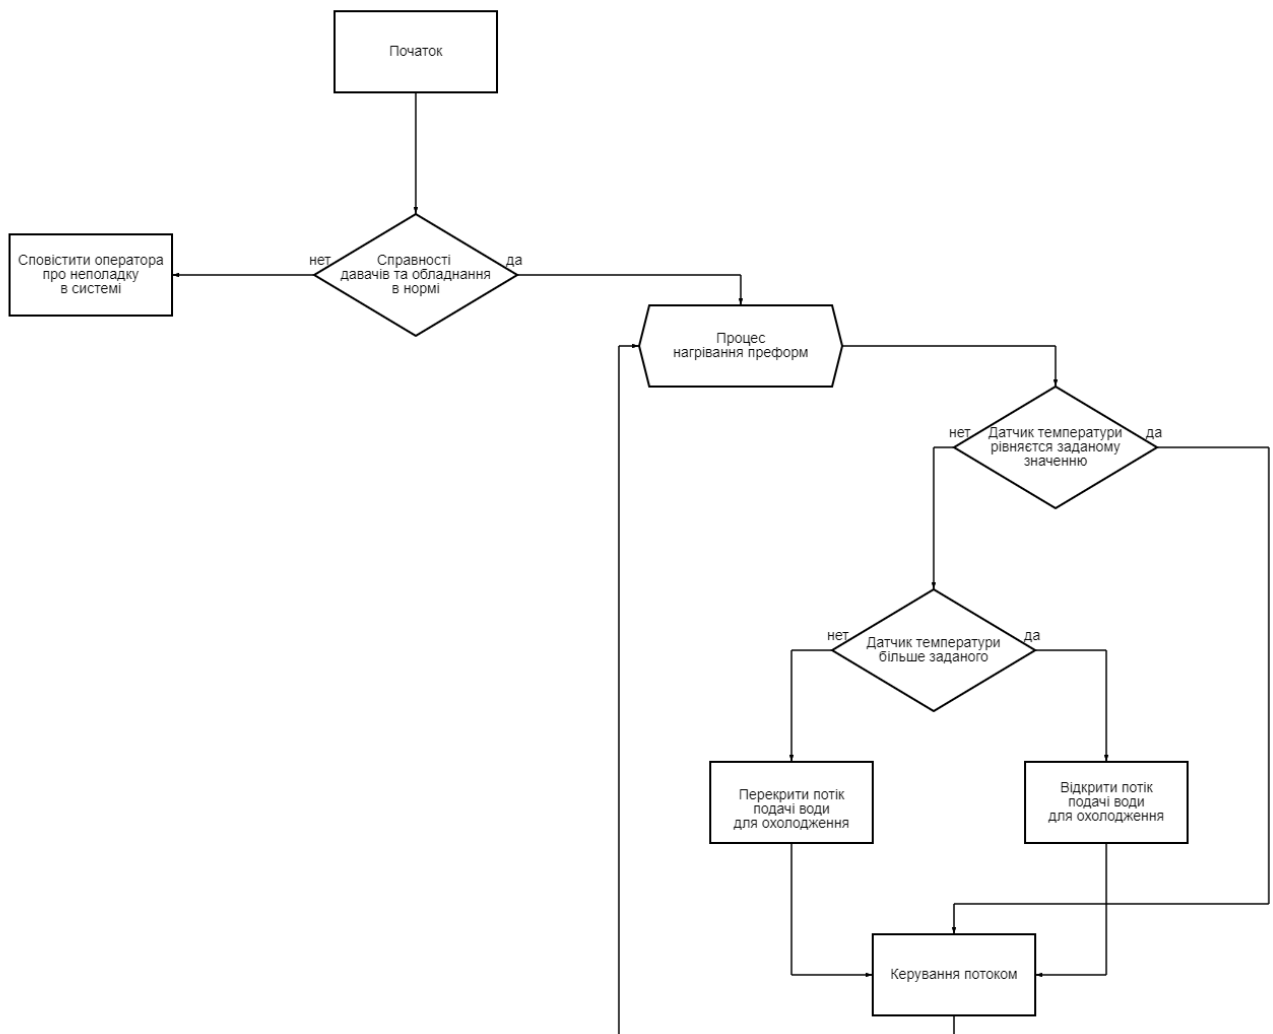 Початок
нет
Справності
давачів та обладнання
в нормі
да
Сповістити оператора
про неполадку
в системі
Процес
нагрівання преформ
нет
Датчик температури
рівняєтся заданому
значенню
да
нет
Датчик температури
більше заданого
да
Перекрити потік
подачі води
для охолодження
Відкрити потік
подачі води
для охолодження
Керування потоком